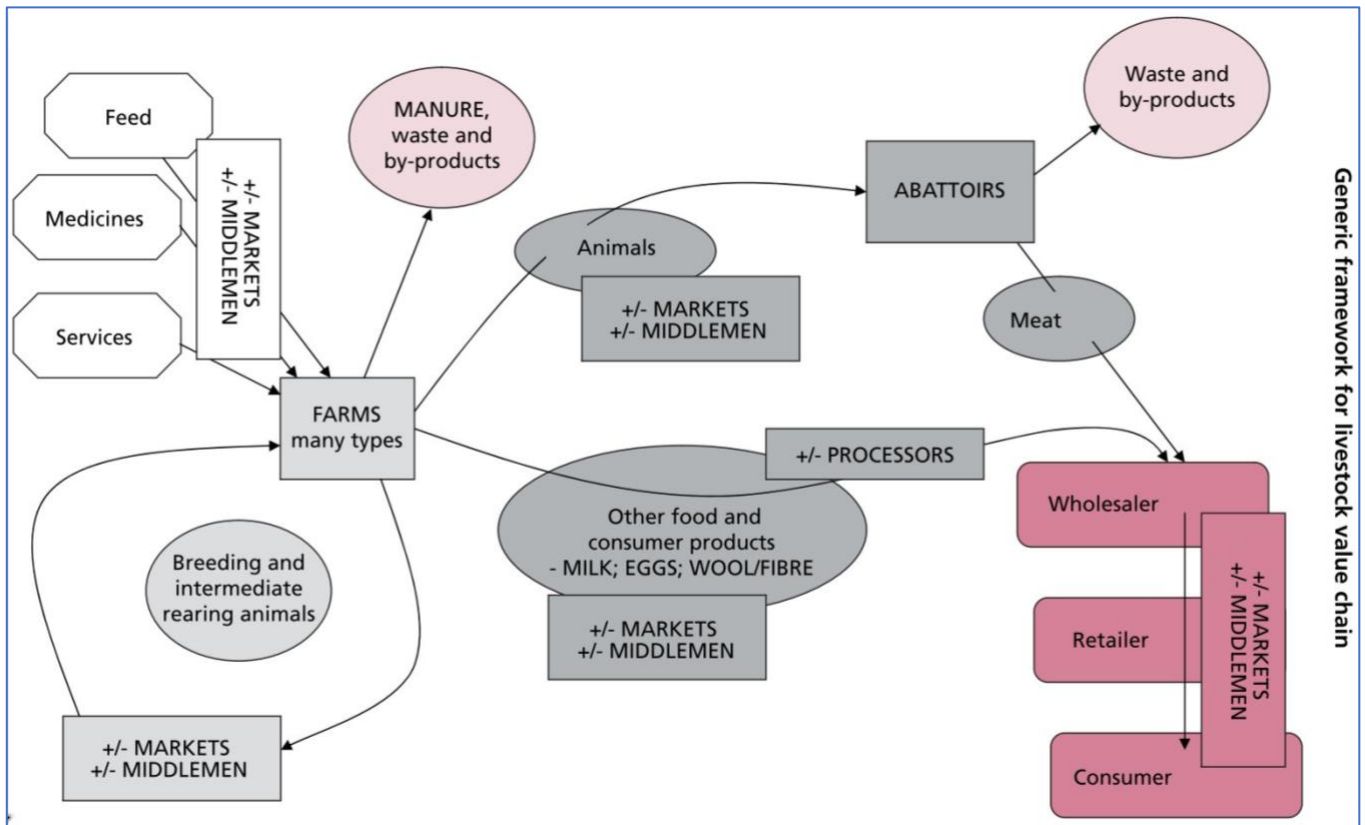 Feed
Medicines
Services
+/- MARKETS
+/- MIDDLEMEN
MANURE,
waste and
by-products
Animals
+/- MARKETS
+/- MIDDLEMEN
ABATTOIRS
Waste and
by-products
Meat
FARMS
many types
+/- PROCESSORS
Other food and
consumer products
- MILK; EGGS; WOOL/FIBRE
+/- MARKETS
+/- MIDDLEMEN
Breeding and
intermediate
rearing animals
+/- MARKETS
+/- MIDDLEMEN
Wholesaler
Retailer
Consumer
+/- MARKETS
+/- MIDDLEMEN
Generic framework for livestock value chain